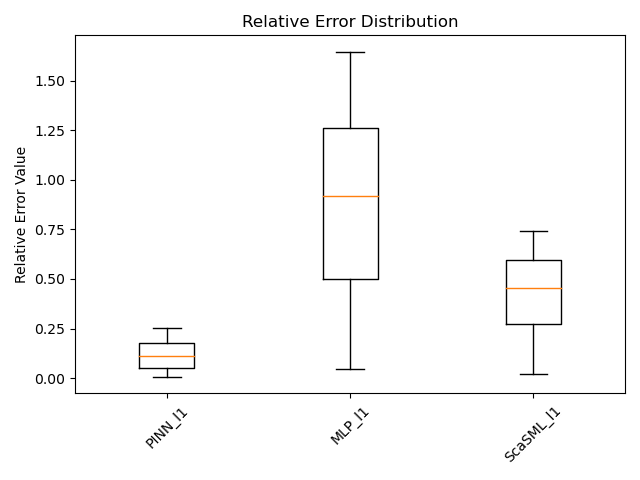 Relative Error Distribution
Relative Error Value
1.50
1.25
1.00
0.75
0.50
0.25
0.00
PINN_l1
MLP_l1
ScaSML_l1